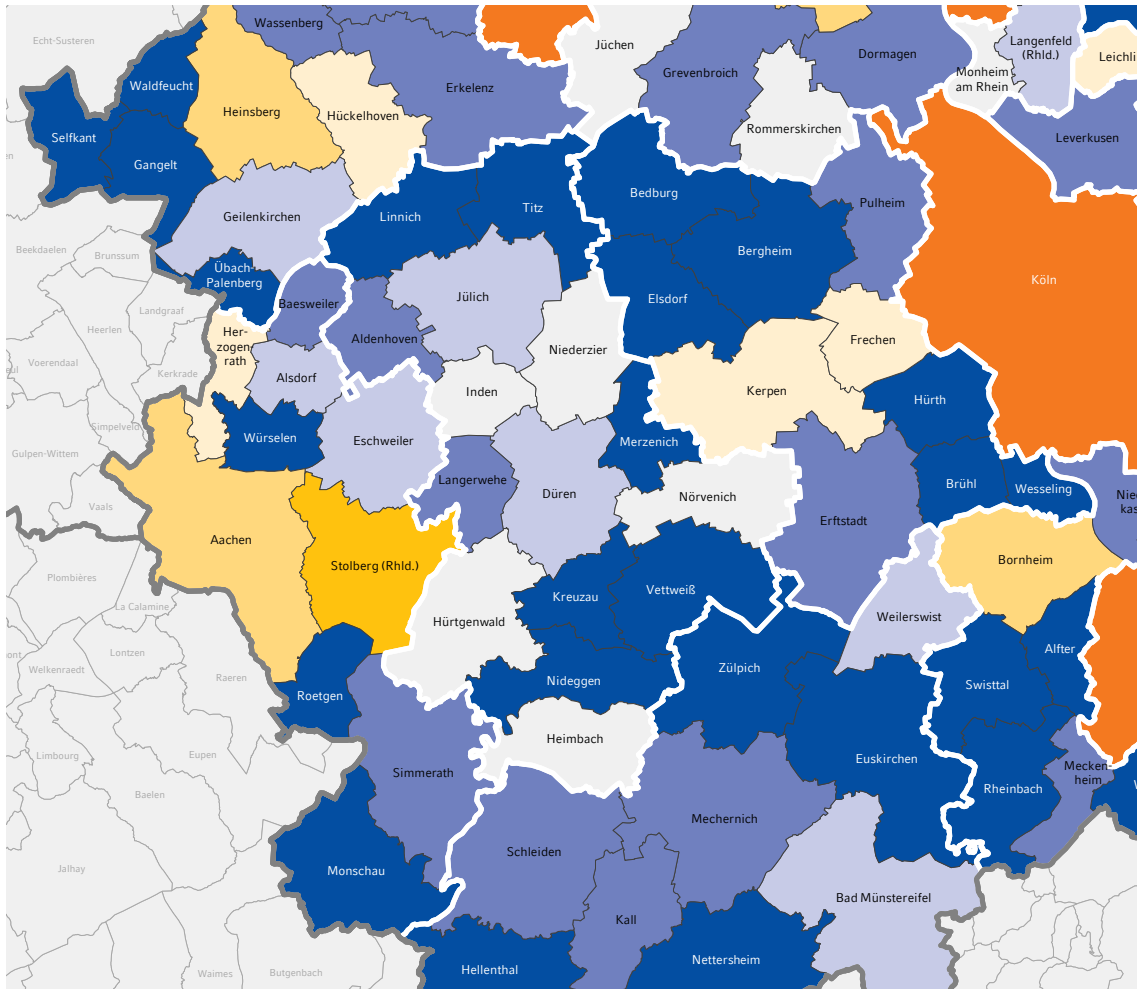 Echt-Susteren
Wassenberg
Jüchen
Dormagen
Langenfeld
(Rhld.)
Monheim
am Rhein
Leichli
Waldfeucht
Heinsberg
Hückelhoven
Erkelenz
Grevenbroich
Rommerskirchen
Leverkusen
Selfkant
Gangelt
Geilenkirchen
Linnich
Titz
Bedburg
Pulheim
Beekdaelen
Brunssum
Übach-
Palenberg
Bergheim
Köln
Landgraaf
Baesweiler
Jülich
Elsdorf
Heerlen
Her-
zogen-
rath
Aldenhoven
Niederzier
Frechen
Voerendaal
Kerkrade
Alsdorf
Inden
Kerpen
Hürth
Simpelveld
Würselen
Eschweiler
Merzenich
Gulpen-Wittem
Langerwehe
Düren
Nörvenich
Brühl
Wesseling
Nied
kas
Vaals
Aachen
Erftstadt
Stolberg (Rhld.)
Bornheim
Plombières
La Calamine
Kreuzau
Vettweiß
Hürtgenwald
Weilerswist
Lontzen
Welkenraedt
Raeren
Alfter
Roetgen
Nideggen
Zülpich
Swisttal
Limbourg
Eupen
Heimbach
Euskirchen
Simmerath
Mecken-
heim
Rheinbach
Baelen
Mechernich
Jalhay
Monschau
Schleiden
Bad Münstereifel
Kall
Waimes
Butgenbach
Hellenthal
Nettersheim